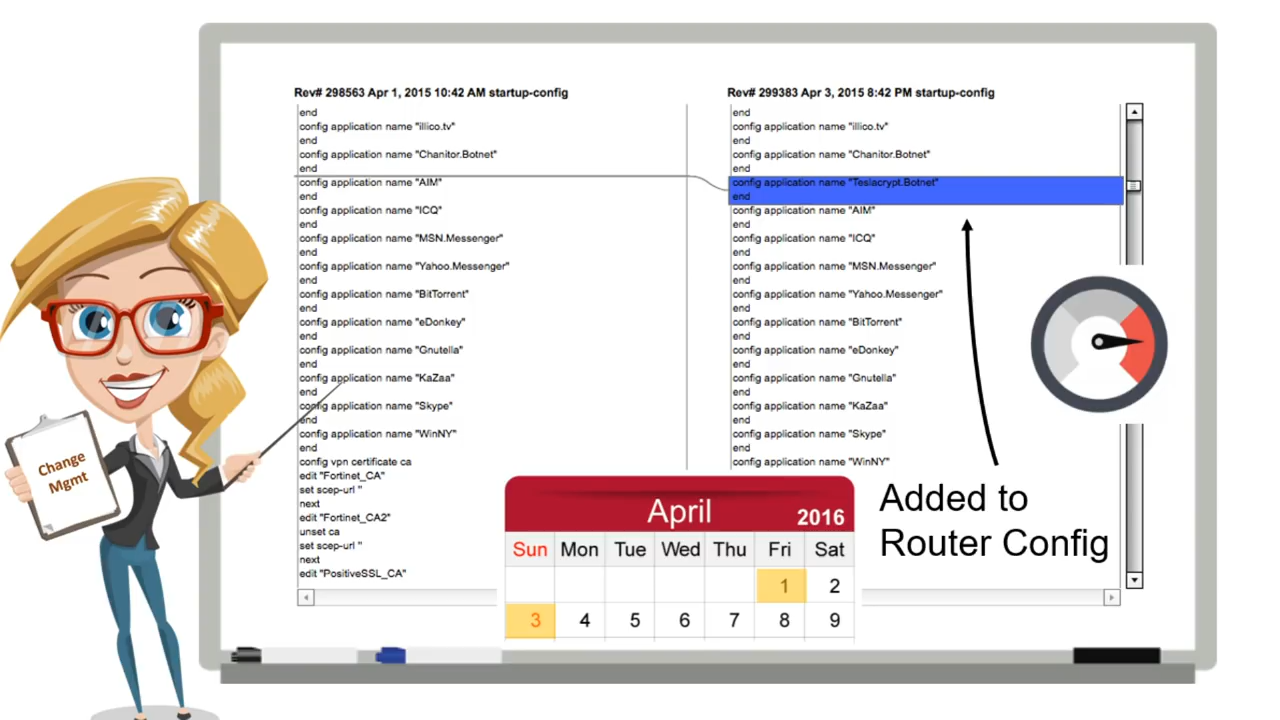 Rev# 298563 Apr 1, 2015 10:42 AM startup-config
end
config application name "illico.tv"
end
config application name "Chanitor.Botnet"
end
config application name "AIM"
end
config application name "ICQ"
end
config application name "MSN.Messenger"
end
config application name "Yahoo.Messenger"
end
config application name "BitTorrent"
end
config application name "eDonkey"
end
config application name "Gnutella"
end
config application name "KaZaa"
end
config application name "Skype"
end
config application name "WinNY"
end
config vpn certificate ca
edit "Fortinet_CA"
set scep-url "
next
edit "Fortinet_CA2"
unset ca
set scep-url "
next
edit "PositiveSSL_CA"
Rev# 299383 Apr 3, 2015 8:42 PM startup-config
end
config application name "illico.tv"
end
config application name "Chanitor.Botnet"
end
config application name "Teslacrypt.Botnet"
end
config application name "AIM"
end
config application name "ICQ"
end
config application name "MSN.Messenger"
end
config application name "Yahoo.Messenger"
end
config application name "BitTorrent"
end
config application name "eDonkey"
end
config application name "Gnutella"
end
config application name "KaZaa"
end
config application name "Skype"
end
config application name "WinNY"
Change
Mgmt
April 2016
Sun Mon Tue Wed Thu Fri Sat
1 2
3 4 5 6 7 8 9
Added to
Router Config